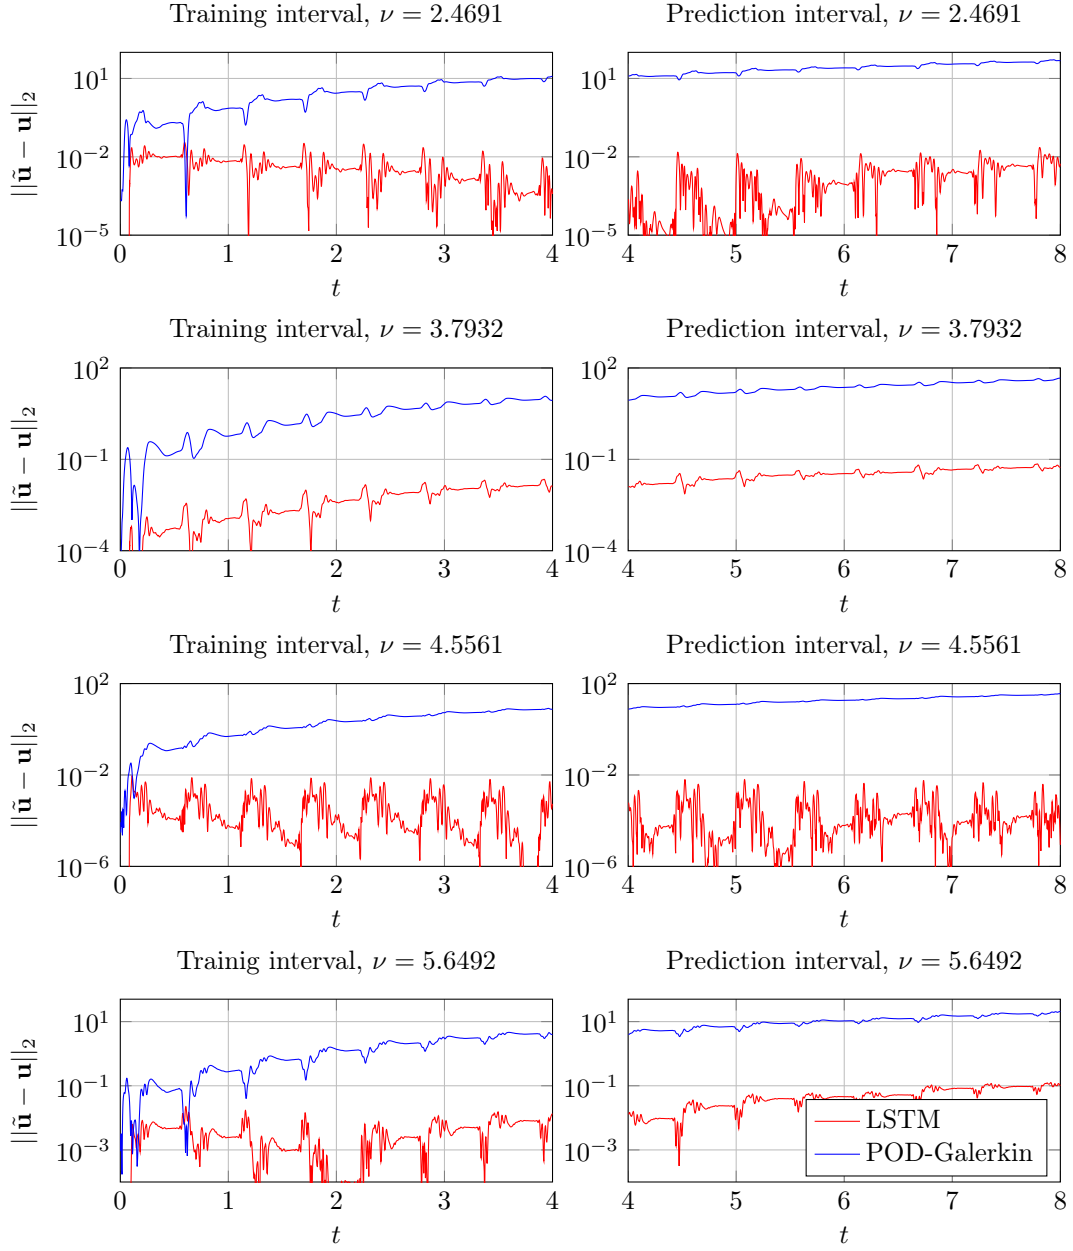 Training interval, ν = 2.4691
Prediction interval, ν = 2.4691
||ũ − u||₂
10¹
10⁻²
10⁻⁵
0 1 2 3 4
4 5 6 7 8
t
t
Training interval, ν = 3.7932
Prediction interval, ν = 3.7932
||ũ − u||₂
10²
10⁻¹
10⁻⁴
10²
10⁻¹
10⁻⁴
0 1 2 3 4
4 5 6 7 8
t
t
Training interval, ν = 4.5561
Prediction interval, ν = 4.5561
||ũ − u||₂
10²
10⁻²
10⁻⁶
10²
10⁻²
10⁻⁶
0 1 2 3 4
4 5 6 7 8
t
t
Trainig interval, ν = 5.6492
Prediction interval, ν = 5.6492
||ũ − u||₂
10¹
10⁻¹
10⁻³
10¹
10⁻¹
10⁻³
LSTM
POD-Galerkin
0 1 2 3 4
4 5 6 7 8
t
t
10¹
10⁻²
10⁻⁵